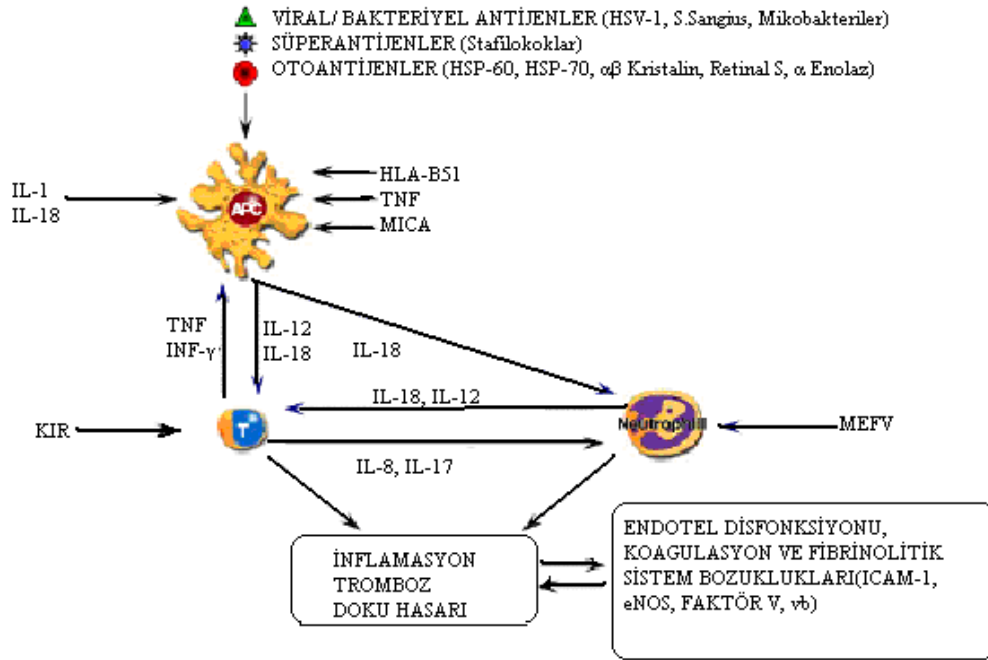 VİRAL/ BAKTERİYEL ANTİJENLER (HSV-1, S.Sangius, Mikobakteriler)
SÜPERANTİJENLER (Stafilokoklar)
OTOANTİJENLER (HSP-60, HSP-70, αβ Kristalin, Retinal S, α Enolaz)
HLA-B51
IL-1
TNF
IL-18
APC
MICA
TNF
IL-12
INF-γ
IL-18
IL-18
IL-18, IL-12
KIR
T
Neutrophil
MEFV
IL-8, IL-17
ENDOTEL DİSFONKSİYONU,
KOAGULASYON VE FİBRİNOLİTİK
SİSTEM BOZUKLUKLARI(ICAM-1,
eNOS, FAKTÖR V, vb)
İNFLAMASYON
TROMBOZ
DOKU HASARI